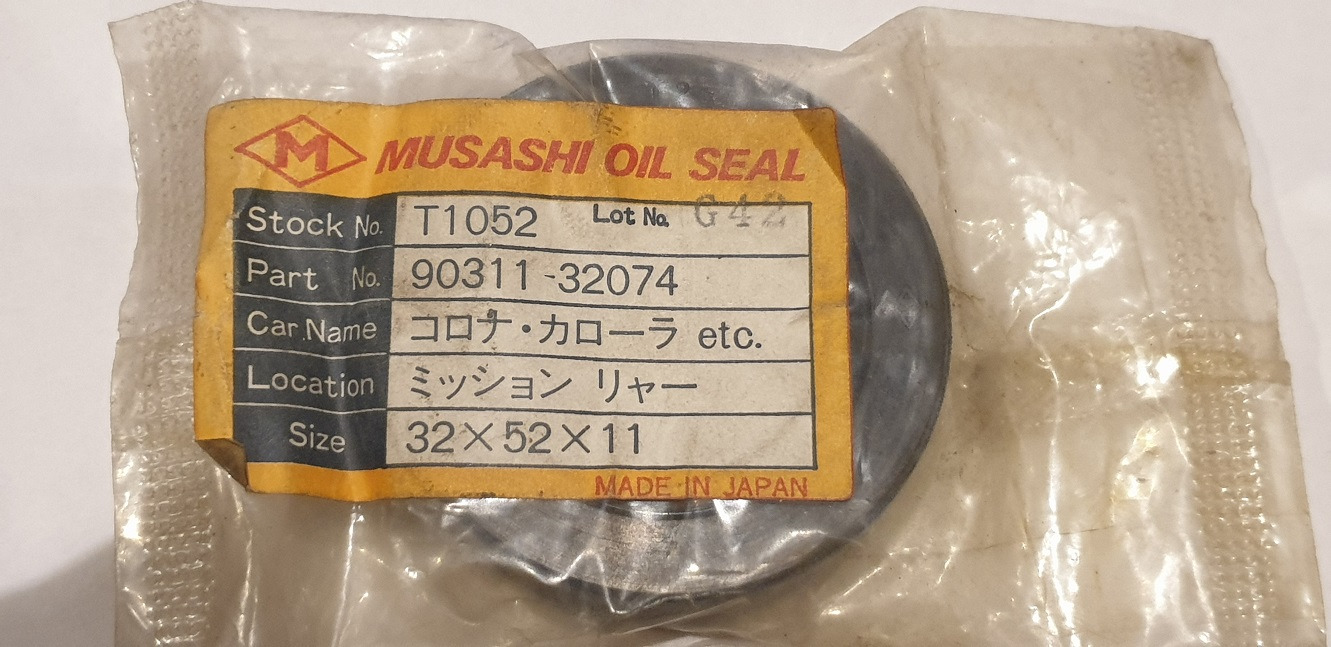 M MUSASHI OIL SEAL
Stock No. T1052 Lot No. G42
Part No. 90311-32074
Car Name コロナ・カローラ etc.
Location ミッション リャー
Size 32×52×11
MADE IN JAPAN